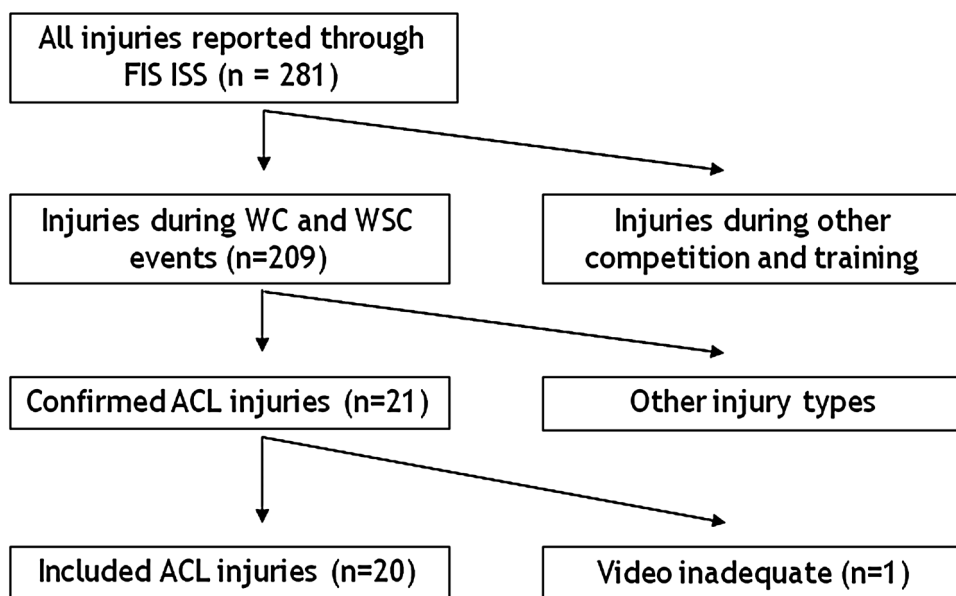 All injuries reported through
FIS ISS (n = 281)
Injuries during WC and WSC
events (n=209)
Injuries during other
competition and training
Confirmed ACL injuries (n=21)
Other injury types
Included ACL injuries (n=20)
Video inadequate (n=1)